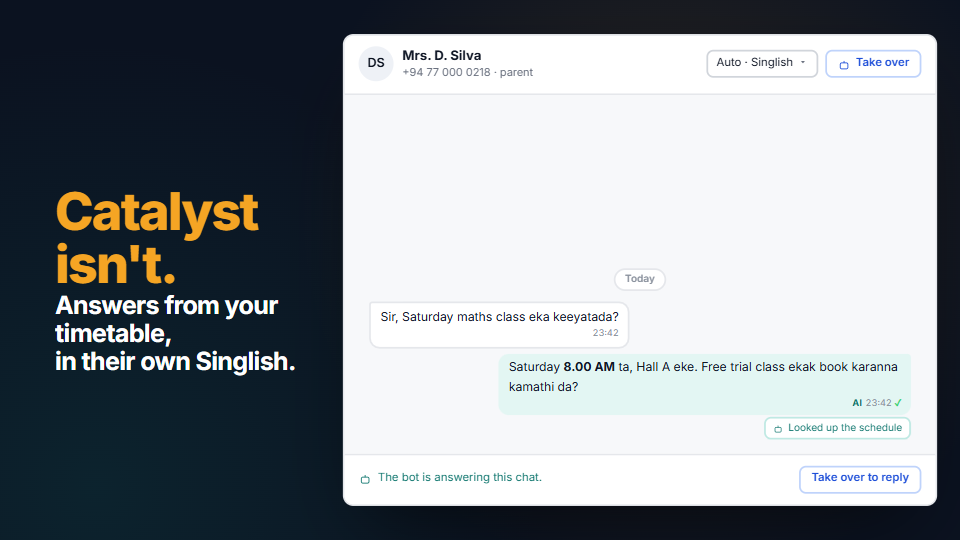 Catalyst
isn't.
Answers from your
timetable,
in their own Singlish.
DS
Mrs. D. Silva
+94 77 000 0218 · parent
Auto · Singlish
Take over
Today
Sir, Saturday maths class eka keeyatada?
23:42
Saturday 8.00 AM ta, Hall A eke. Free trial class ekak book karanna
kamathi da?
AI 23:42 ✓
Looked up the schedule
The bot is answering this chat.
Take over to reply